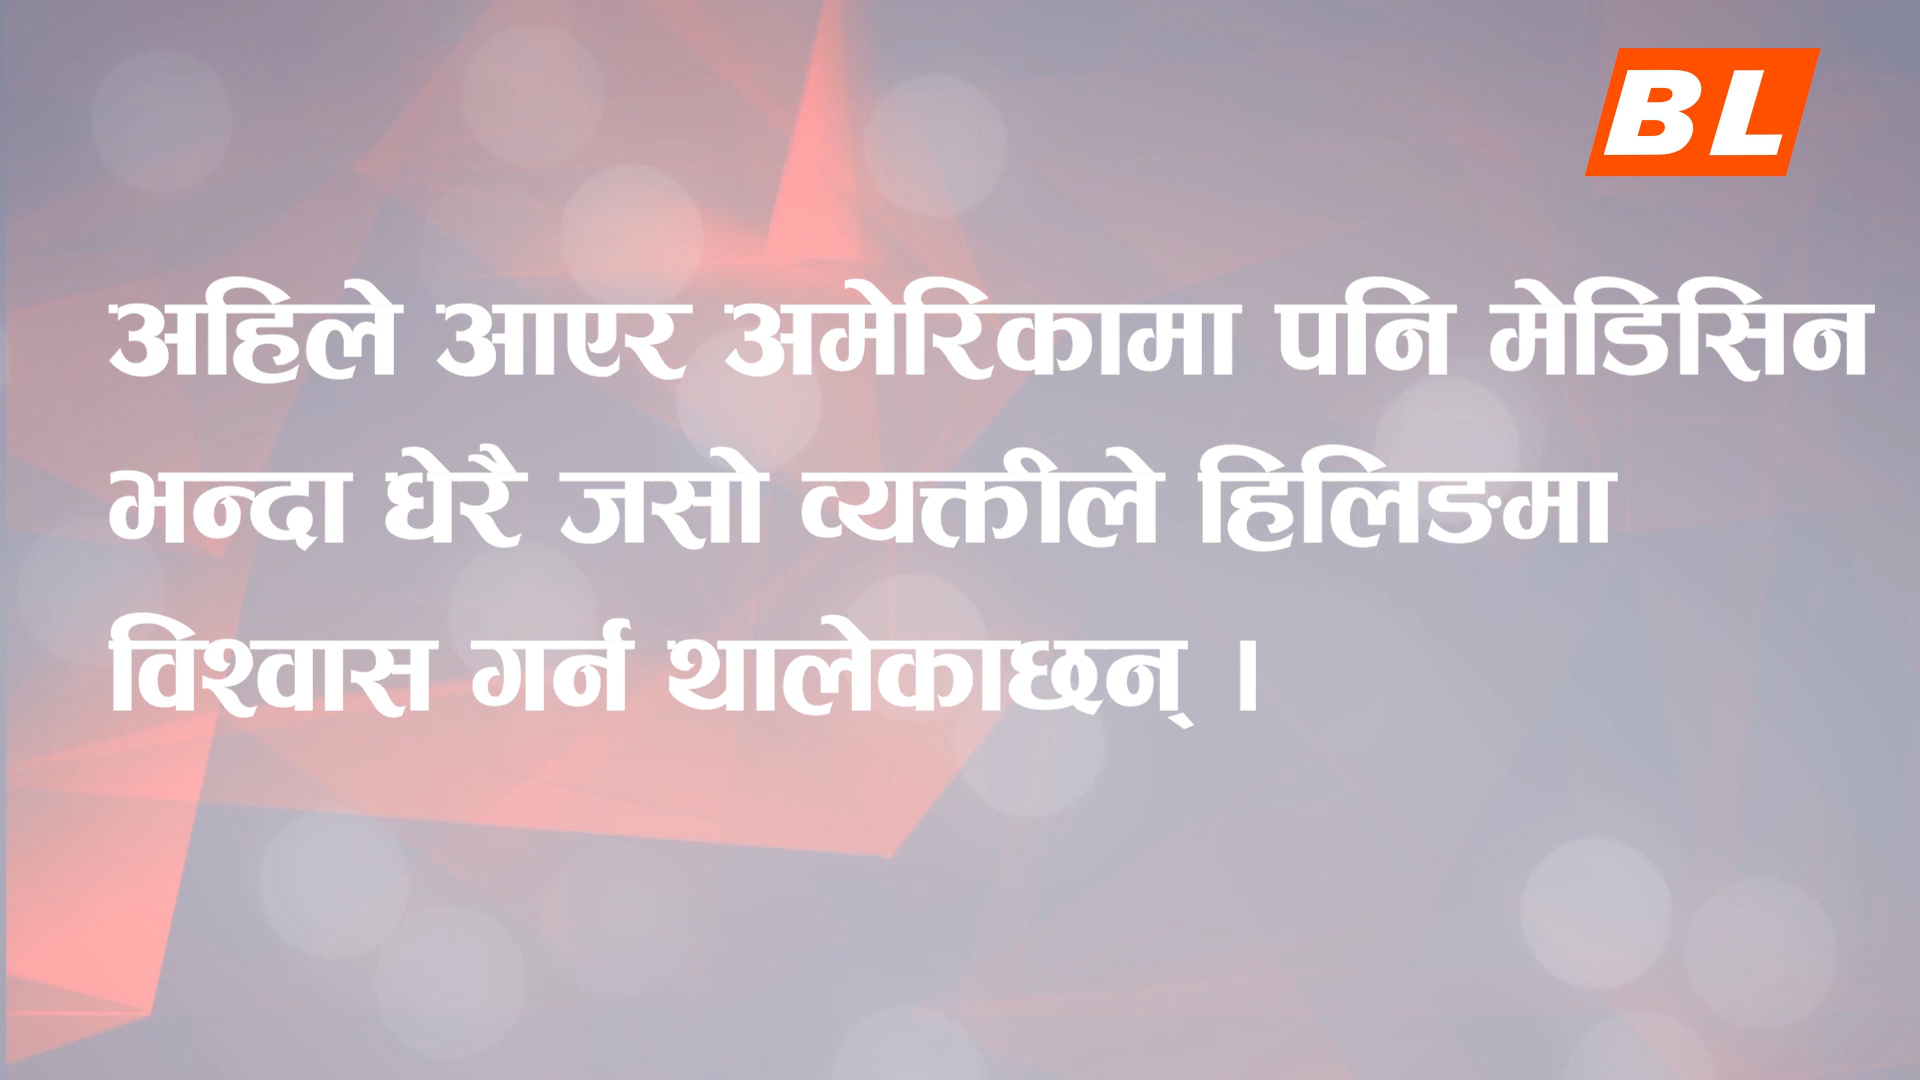 BL
अहिले आएर अमेरिकामा पनि मेडिसिन
भन्दा धेरै जसो व्यक्तीले हिलिङमा
विश्वास गर्न थालेकाछन् ।